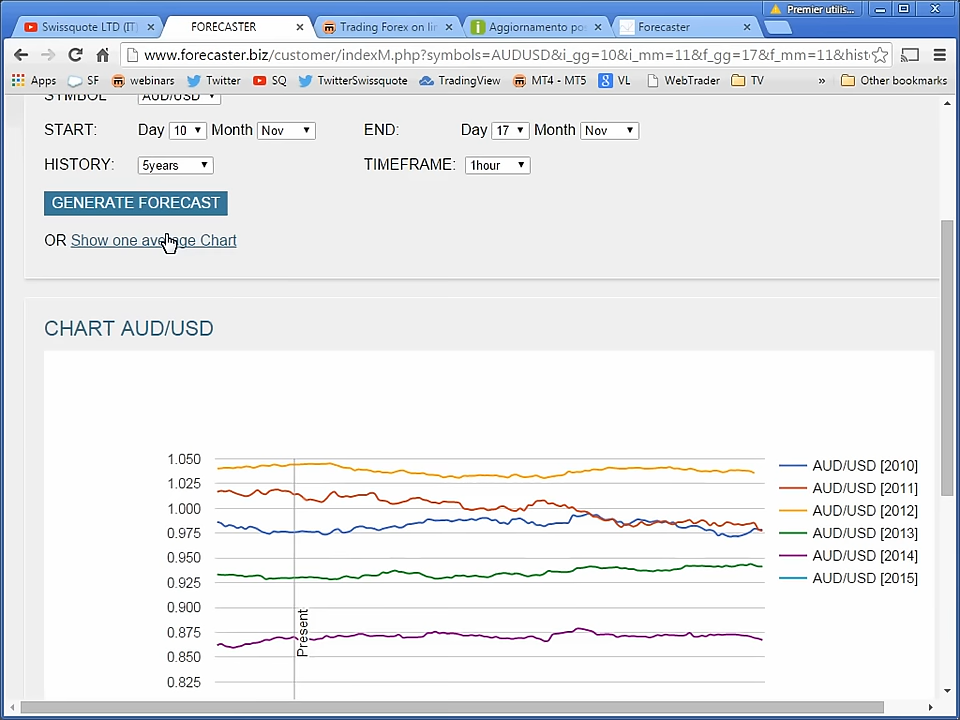 Premier utilis...
Swissquote LTD (IT) × FORECASTER × Trading Forex on lin × Aggiornamento pos × Forecaster ×
www.forecaster.biz/customer/indexM.php?symbols=AUDUSD&i_gg=10&i_mm=11&f_gg=17&f_mm=11&hist
Apps SF webinars Twitter SQ TwitterSwissquote TradingView MT4 - MT5 8 VL WebTrader TV » Other bookmarks
SYMBOL AUD/USD
START: Day 10 Month Nov END: Day 17 Month Nov
HISTORY: 5years TIMEFRAME: 1hour
GENERATE FORECAST
OR Show one average Chart
CHART AUD/USD
1.050
1.025
1.000
0.975
0.950
0.925
0.900
0.875
0.850
0.825
Present
AUD/USD [2010]
AUD/USD [2011]
AUD/USD [2012]
AUD/USD [2013]
AUD/USD [2014]
AUD/USD [2015]